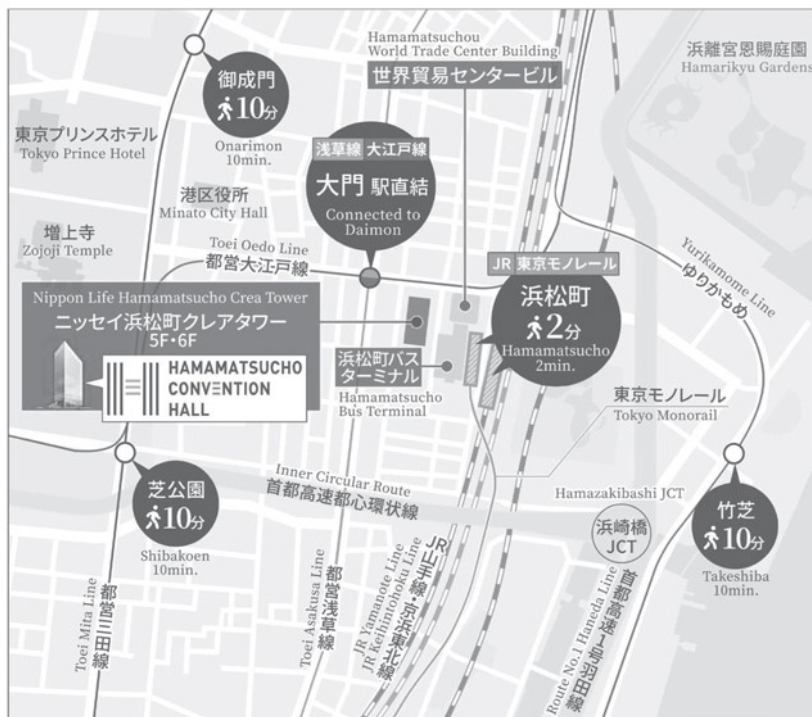 Hamamatsuchou
World Trade Center Building
世界貿易センタービル
浜離宮恩賜庭園
Hamarikyu Gardens
御成門
10分
Onarimon
10min.
東京プリンスホテル
Tokyo Prince Hotel
浅草線 大江戸線
大門 駅直結
Connected to
Daimon
港区役所
Minato City Hall
増上寺
Zojoji Temple
Toei Oedo Line
都営大江戸線
Yurikamome Line
ゆりかもめ
JR 東京モノレール
浜松町
2分
Hamamatsucho
2min.
Nippon Life Hamamatsucho Crea Tower
ニッセイ浜松町クレアタワー
5F・6F
HAMAMATSUCHO
CONVENTION
HALL
浜松町バス
ターミナル
Hamamatsucho
Bus Terminal
東京モノレール
Tokyo Monorail
Inner Circular Route
首都高速都心環状線
芝公園
10分
Shibakoen
10min.
Hamazakibashi JCT
浜崎橋
JCT
竹芝
10分
Takeshiba
10min.
Toei Mita Line
都営三田線
Toei Asakusa Line
都営浅草線
JR Yamanote Line
JR Keihintohoku Line
JR山手線・京浜東北線
Route No.1 Haneda Line
首都高速1号羽田線